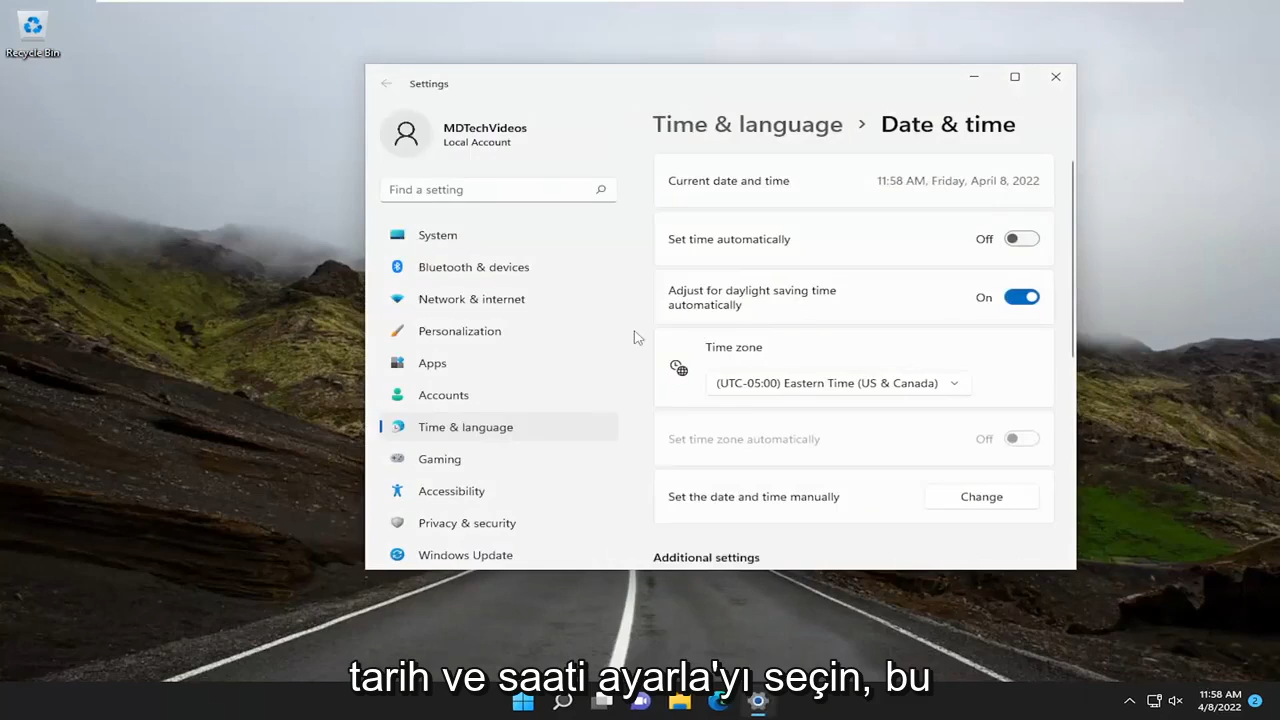 Recycle Bin
Settings
MDTechVideos
Local Account
Find a setting
System
Bluetooth & devices
Network & internet
Personalization
Apps
Accounts
Time & language
Gaming
Accessibility
Privacy & security
Windows Update
Time & language › Date & time
Current date and time 11:58 AM, Friday, April 8, 2022
Set time automatically Off
Adjust for daylight saving time
automatically On
Time zone
(UTC-05:00) Eastern Time (US & Canada)
Set time zone automatically Off
Set the date and time manually Change
Additional settings
tarih ve saati ayarla'yı seçin, bu
11:58 AM
4/8/2022
2